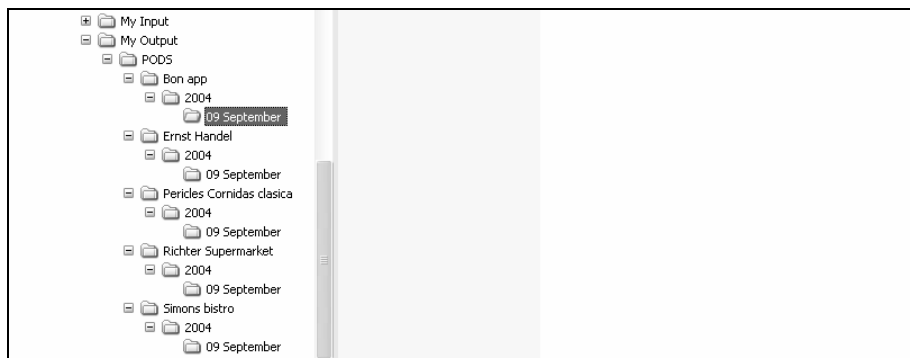 My Input
My Output
PODS
Bon app
2004
09 September
Ernst Handel
2004
09 September
Pericles Cornidas clasica
2004
09 September
Richter Supermarket
2004
09 September
Simons bistro
2004
09 September